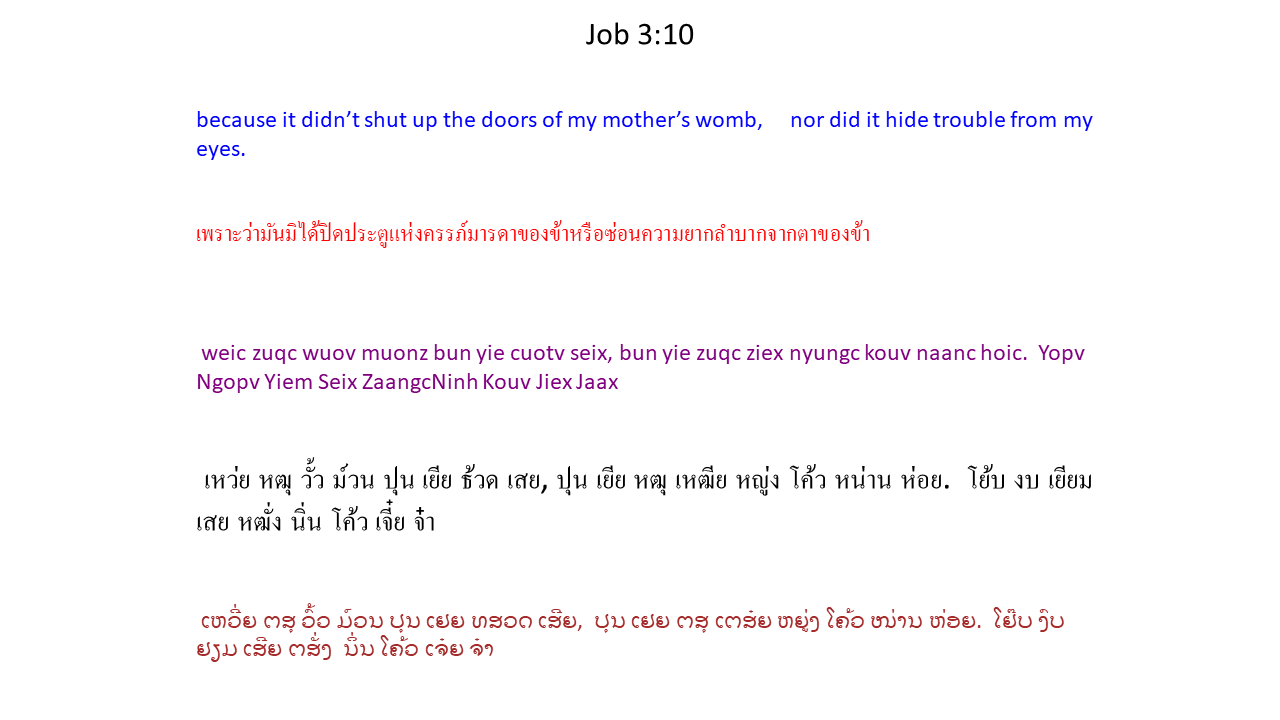 Job 3:10
because it didn’t shut up the doors of my mother’s womb,     nor did it hide trouble from my
eyes.
เพราะว่ามันมิได้ปิดประตูแห่งครรภ์มารดาของข้าหรือซ่อนความยากลำบากจากตาของข้า
weic zuqc wuov muonz bun yie cuotv seix, bun yie zuqc ziex nyungc kouv naanc hoic.  Yopv
Ngopv Yiem Seix ZaangcNinh Kouv Jiex Jaax
เหว่ย หฒุ วั้ว ม์วน ปุน เยีย ธ้วด เสย, ปุน เยีย หฒุ เหฒีย หญู่ง โค้ว หน่าน ห่อย.  โย้บ งบ เยียม
เสย หฒั่ง นิ่น โค้ว เจี๋ย จ๋า
ເຫວີ່ຍ ຕສຸ ວົ້ວ ມ໌ວນ ປຸນ ເຢຍ ທສວດ ເສີຍ,  ປຸນ ເຢຍ ຕສຸ ເຕສ໋ຍ ຫຍູ່ງ ໂຄ້ວ ໜ່ານ ຫ່ອຍ.  ໂຢ໊ບ ງົບ
ຢຽມ ເສີຍ ຕສັ່ງ  ນິ່ນ ໂຄ້ວ ເຈ໋ຍ ຈ໋າ